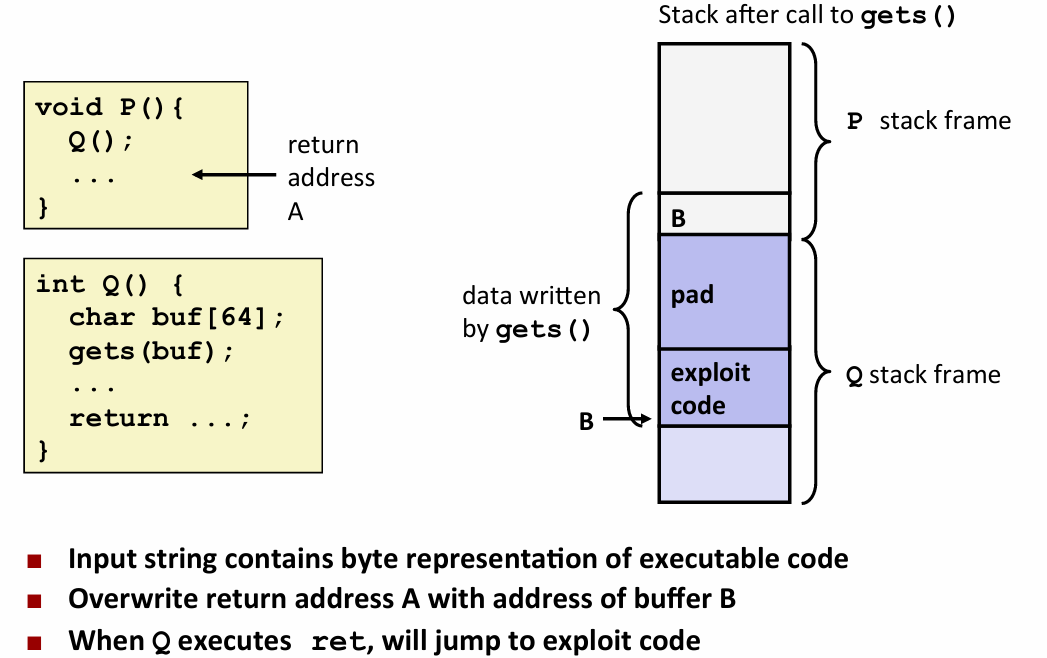 Stack after call to gets()
void P(){
  Q();
  ...
}
return
address
A
int Q() {
  char buf[64];
  gets(buf);
  ...
  return ...;
}
P stack frame
B
data written
by gets()
pad
exploit
code
B
Q stack frame
Input string contains byte representation of executable code
Overwrite return address A with address of buffer B
When Q executes ret, will jump to exploit code